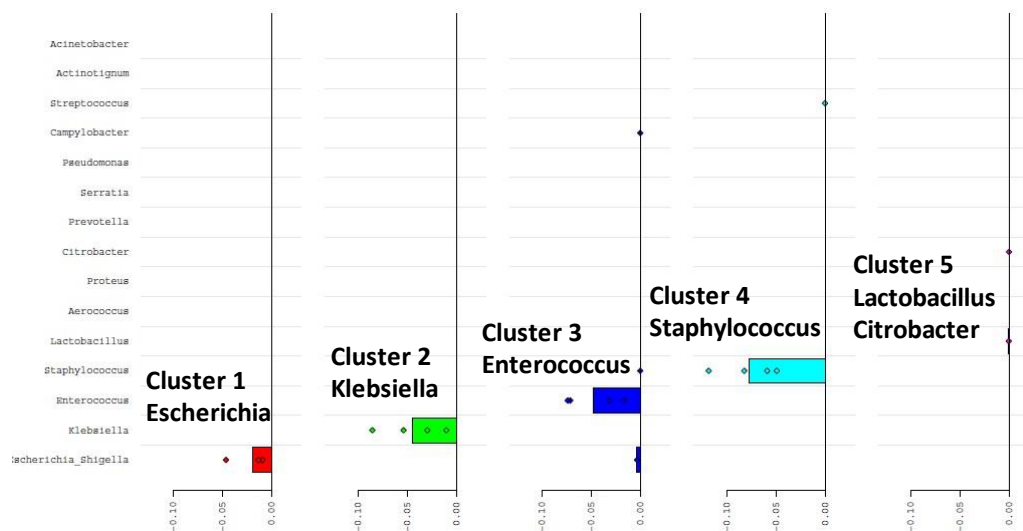 Acinetobacter
Actinotignum
Streptococcus
Campylobacter
Pseudomonas
Serratia
Prevotella
Citrobacter
Proteus
Aerococcus
Lactobacillus
Staphylococcus
Enterococcus
Klebsiella
scherichia_Shigella
Cluster 1
Escherichia
Cluster 2
Klebsiella
Cluster 3
Enterococcus
Cluster 4
Staphylococcus
Cluster 5
Lactobacillus
Citrobacter
-0.10 -0.05 0.00
-0.10 -0.05 0.00
-0.10 -0.05 0.00
-0.10 -0.05 0.00
-0.10 -0.05 0.00